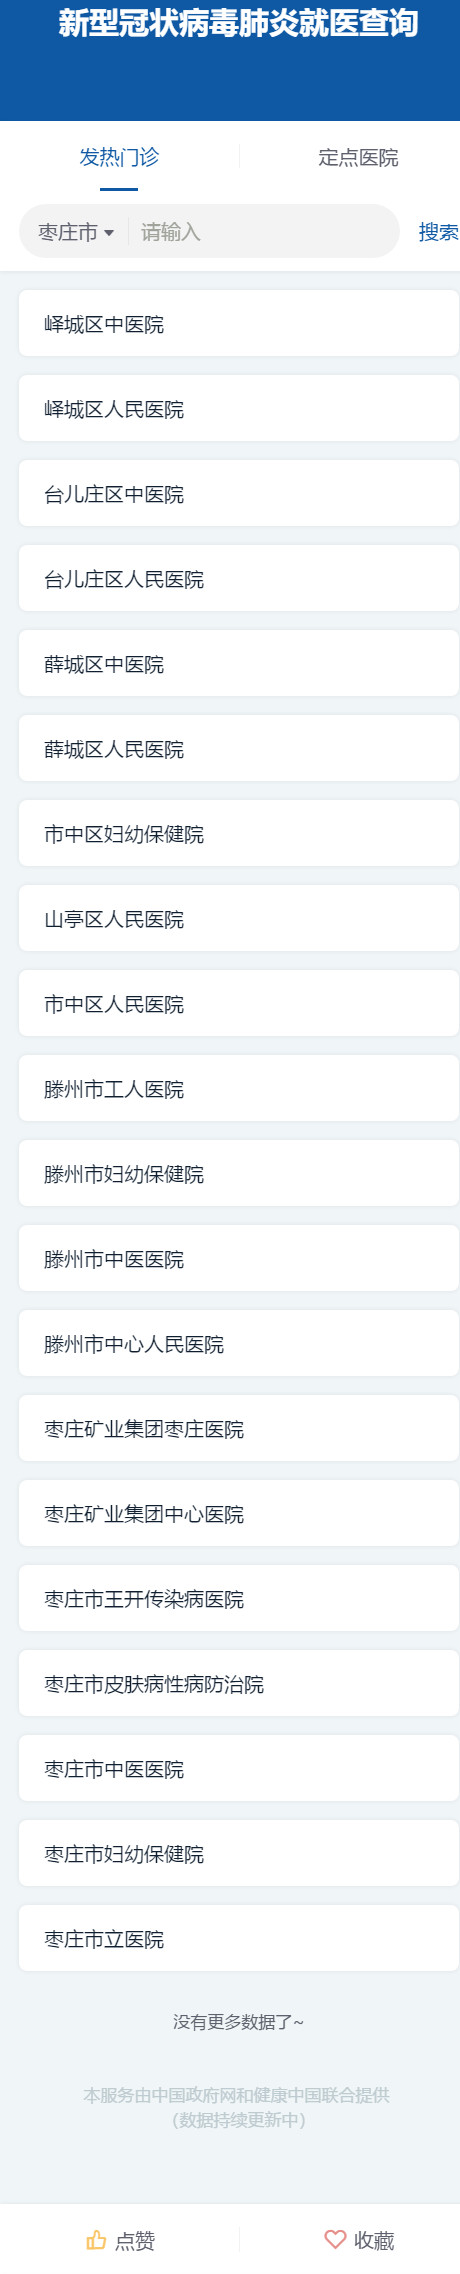 新型冠状病毒肺炎就医查询
发热门诊 定点医院
枣庄市 请输入 搜索
峄城区中医院
峄城区人民医院
台儿庄区中医院
台儿庄区人民医院
薛城区中医院
薛城区人民医院
市中区妇幼保健院
山亭区人民医院
市中区人民医院
滕州市工人医院
滕州市妇幼保健院
滕州市中医医院
滕州市中心人民医院
枣庄矿业集团枣庄医院
枣庄矿业集团中心医院
枣庄市王开传染病医院
枣庄市皮肤病性病防治院
枣庄市中医医院
枣庄市妇幼保健院
枣庄市立医院
没有更多数据了~
本服务由中国政府网和健康中国联合提供
（数据持续更新中）
点赞 收藏